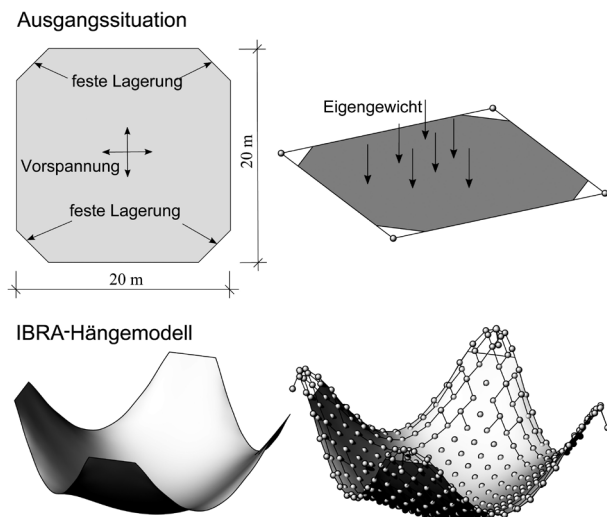 Ausgangssituation
feste Lagerung
Eigengewicht
Vorspannung
20 m
feste Lagerung
20 m
IBRA-Hängemodell